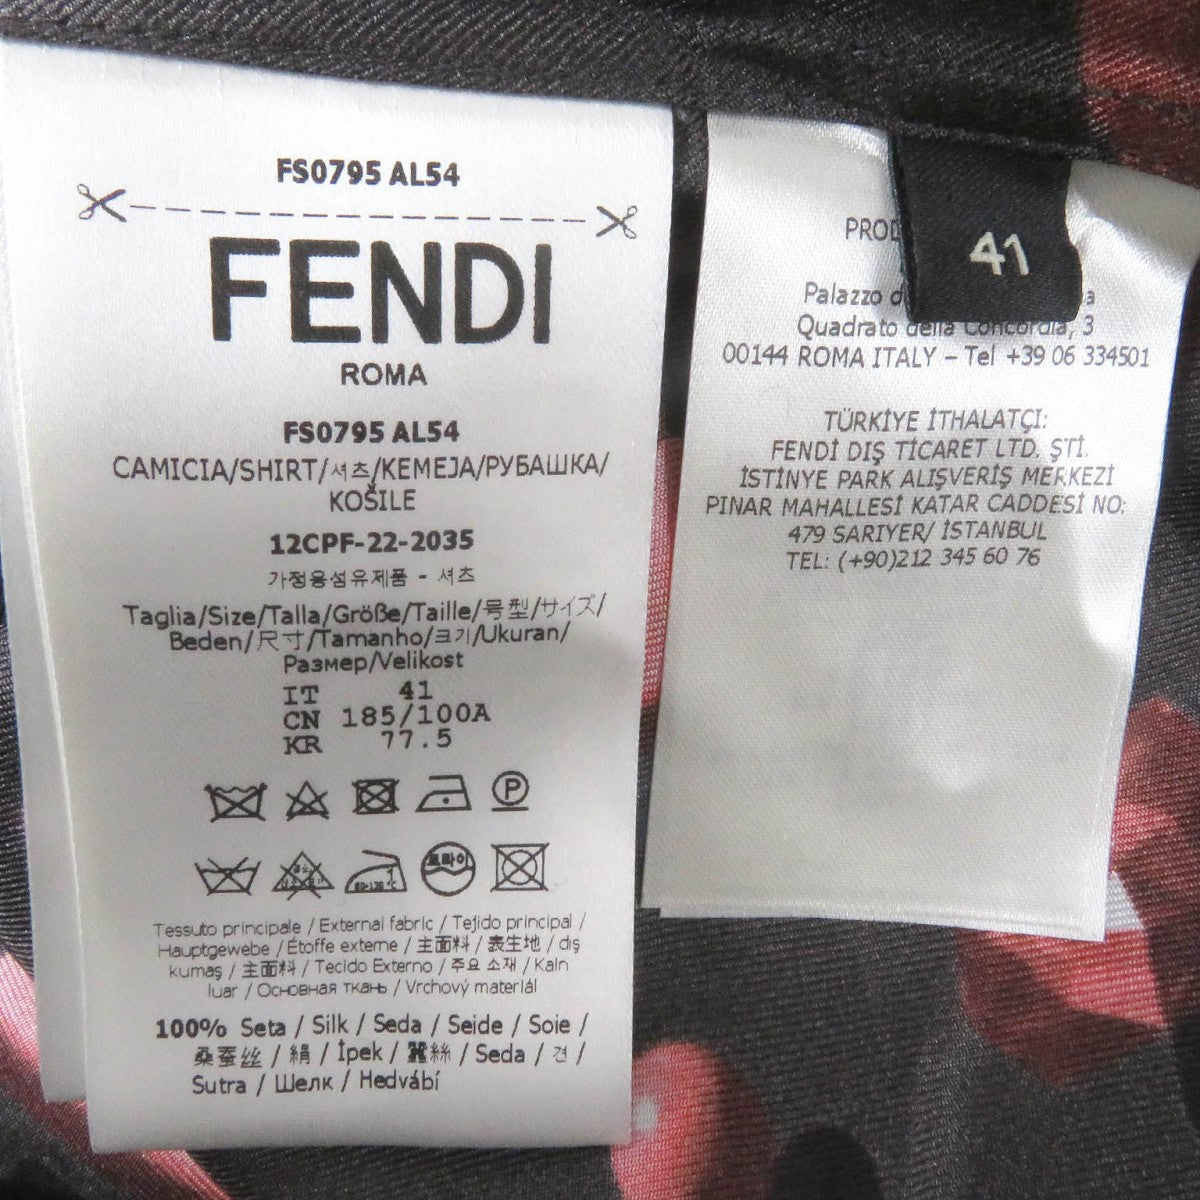 FS0795 AL54
FENDI
ROMA
FS0795 AL54
CAMICIA/SHIRT/셔츠/KEMEJA/РУБАШКА/
KOŠILE
12CPF-22-2035
가정용섬유제품 - 셔츠
Taglia/Size/Talla/Größe/Taille/号型/サイズ/
Beden/尺寸/Tamanho/크기/Ukuran/
Размер/Velikost
IT 41
CN 185/100A
KR 77.5
P
드라이
Tessuto principale / External fabric / Tejido principal /
Hauptgewebe / Étoffe externe / 主面料 / 表生地 / dış
kumaş / 主面料 / Tecido Externo / 주요 소재 / Kain
luar / Основная ткань / Vrchový materiál
100% Seta / Silk / Seda / Seide / Soie /
桑蚕丝 / 絹 / İpek / 蠶絲 / Seda / 견 /
Sutra / Шелк / Hedvábí
41
Palazzo
Quadrato della Concordia, 3
00144 ROMA ITALY – Tel +39 06 334501
TÜRKİYE İTHALATÇI:
FENDİ DIŞ TİCARET LTD. ŞTİ.
İSTİNYE PARK ALIŞVERİŞ MERKEZİ
PINAR MAHALLESİ KATAR CADDESİ NO:
479 SARIYER/ İSTANBUL
TEL: (+90)212 345 60 76